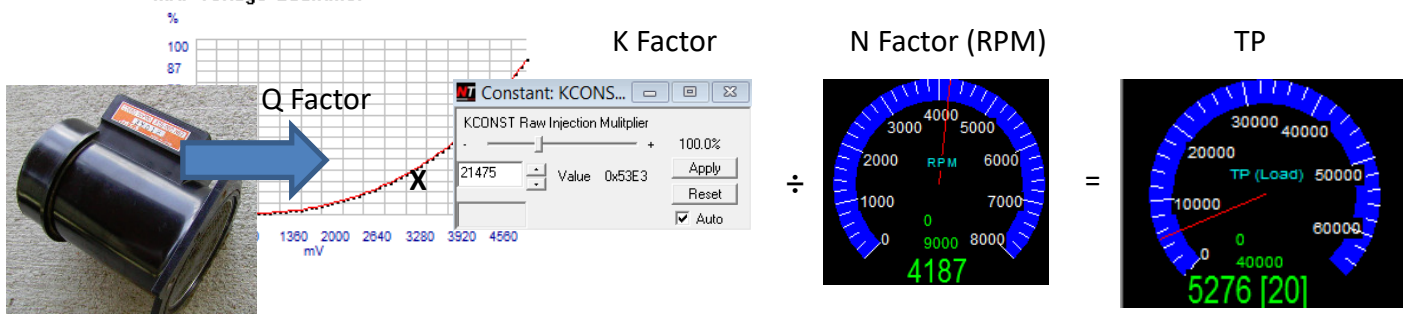 %
100
87
1360 2000 2640 3280 3920 4560
mV
Q Factor
X
K Factor
NT Constant: KCONS...
KCONST Raw Injection Mulitplier
- + 100.0%
21475 Value 0x53E3
Apply
Reset
Auto
÷
N Factor (RPM)
0 1000 2000 3000 4000 5000 6000 7000 8000
RPM
0
9000
4187
=
TP
0 10000 20000 30000 40000 50000 60000
TP (Load)
0
40000
5276 [20]